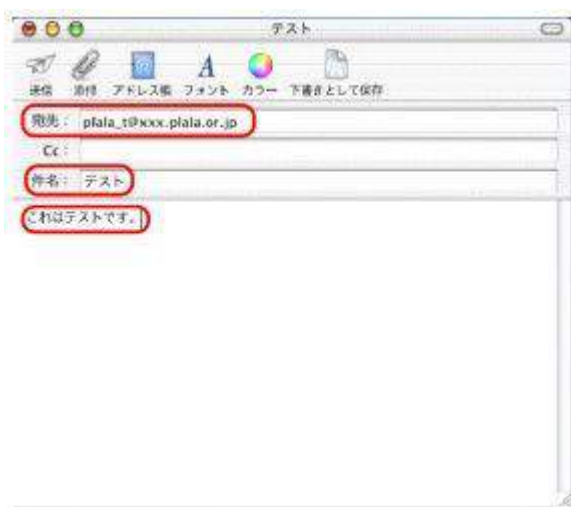 テスト
送信 添付 アドレス帳 フォント カラー 下書きとして保存
宛先： plala_t@xxx.plala.or.jp
Cc：
件名： テスト
これはテストです。